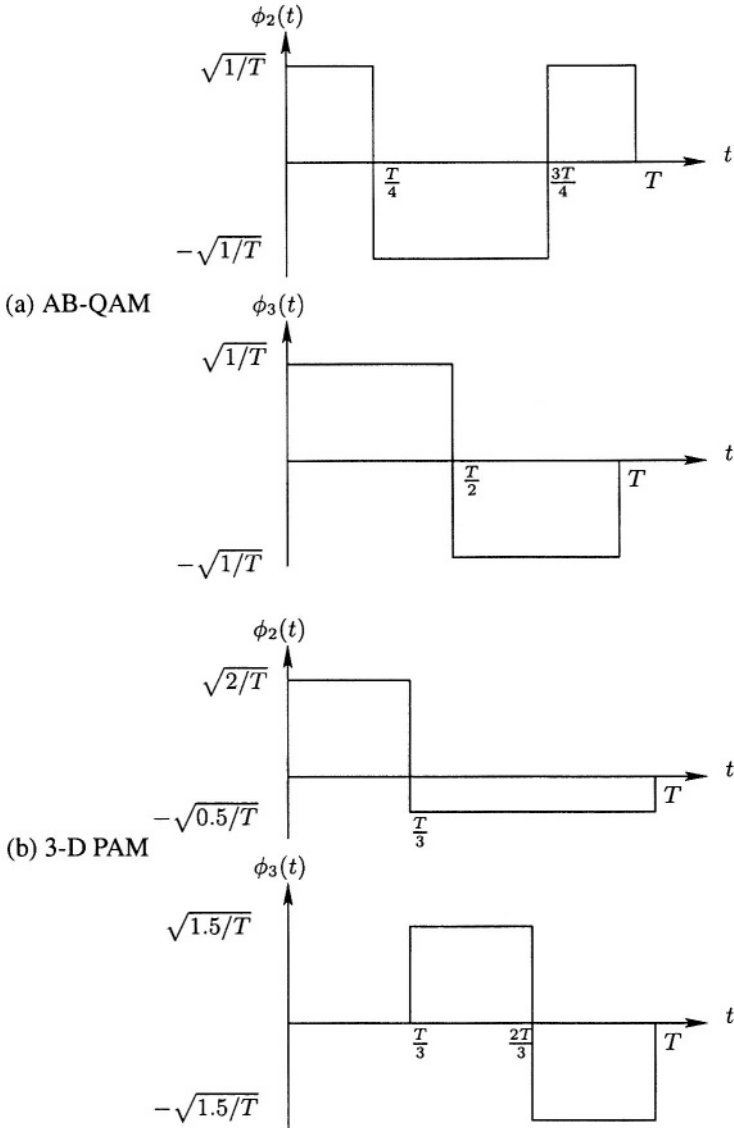 ϕ₂(t)
√1/T
t
T/4
3T/4
T
−√1/T
(a) AB-QAM
ϕ₃(t)
√1/T
t
T/2
T
−√1/T
ϕ₂(t)
√2/T
t
T
−√0.5/T
T/3
(b) 3-D PAM
ϕ₃(t)
√1.5/T
t
T/3
2T/3
T
−√1.5/T